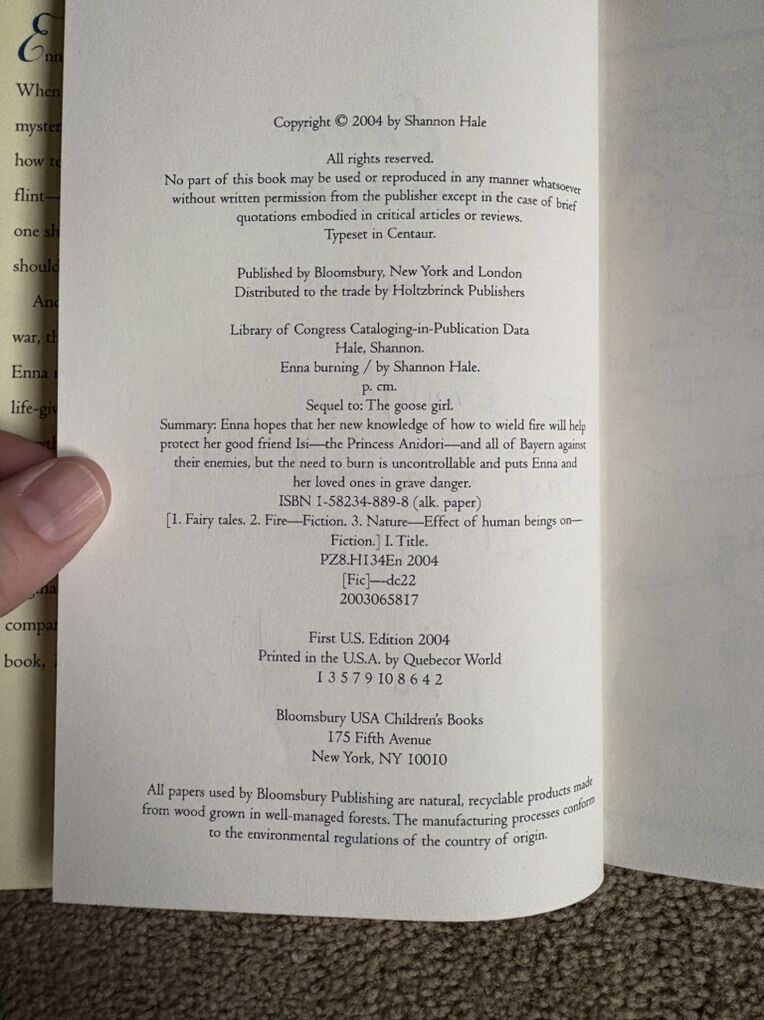 Enn
When
myste
how t
flint—
one sh
should
An
war, th
Enna
life-giv
compa
book,
Copyright © 2004 by Shannon Hale
All rights reserved.
No part of this book may be used or reproduced in any manner whatsoever
without written permission from the publisher except in the case of brief
quotations embodied in critical articles or reviews.
Typeset in Centaur.
Published by Bloomsbury, New York and London
Distributed to the trade by Holtzbrinck Publishers
Library of Congress Cataloging-in-Publication Data
Hale, Shannon.
Enna burning / by Shannon Hale.
p. cm.
Sequel to: The goose girl.
Summary: Enna hopes that her new knowledge of how to wield fire will help
protect her good friend Isi—the Princess Anidori—and all of Bayern against
their enemies, but the need to burn is uncontrollable and puts Enna and
her loved ones in grave danger.
ISBN 1-58234-889-8 (alk. paper)
[1. Fairy tales. 2. Fire—Fiction. 3. Nature—Effect of human beings on—
Fiction.] I. Title.
PZ8.H134En 2004
[Fic]—dc22
2003065817
First U.S. Edition 2004
Printed in the U.S.A. by Quebecor World
1 3 5 7 9 10 8 6 4 2
Bloomsbury USA Children's Books
175 Fifth Avenue
New York, NY 10010
All papers used by Bloomsbury Publishing are natural, recyclable products made
from wood grown in well-managed forests. The manufacturing processes conform
to the environmental regulations of the country of origin.